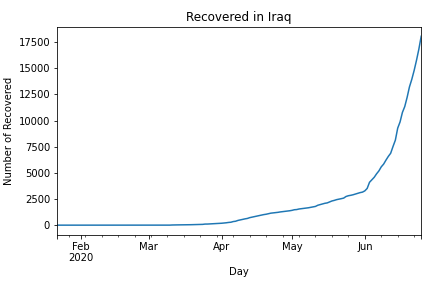 Recovered in Iraq
Number of Recovered
17500
15000
12500
10000
7500
5000
2500
0
Feb
2020
Mar
Apr
May
Jun
Day